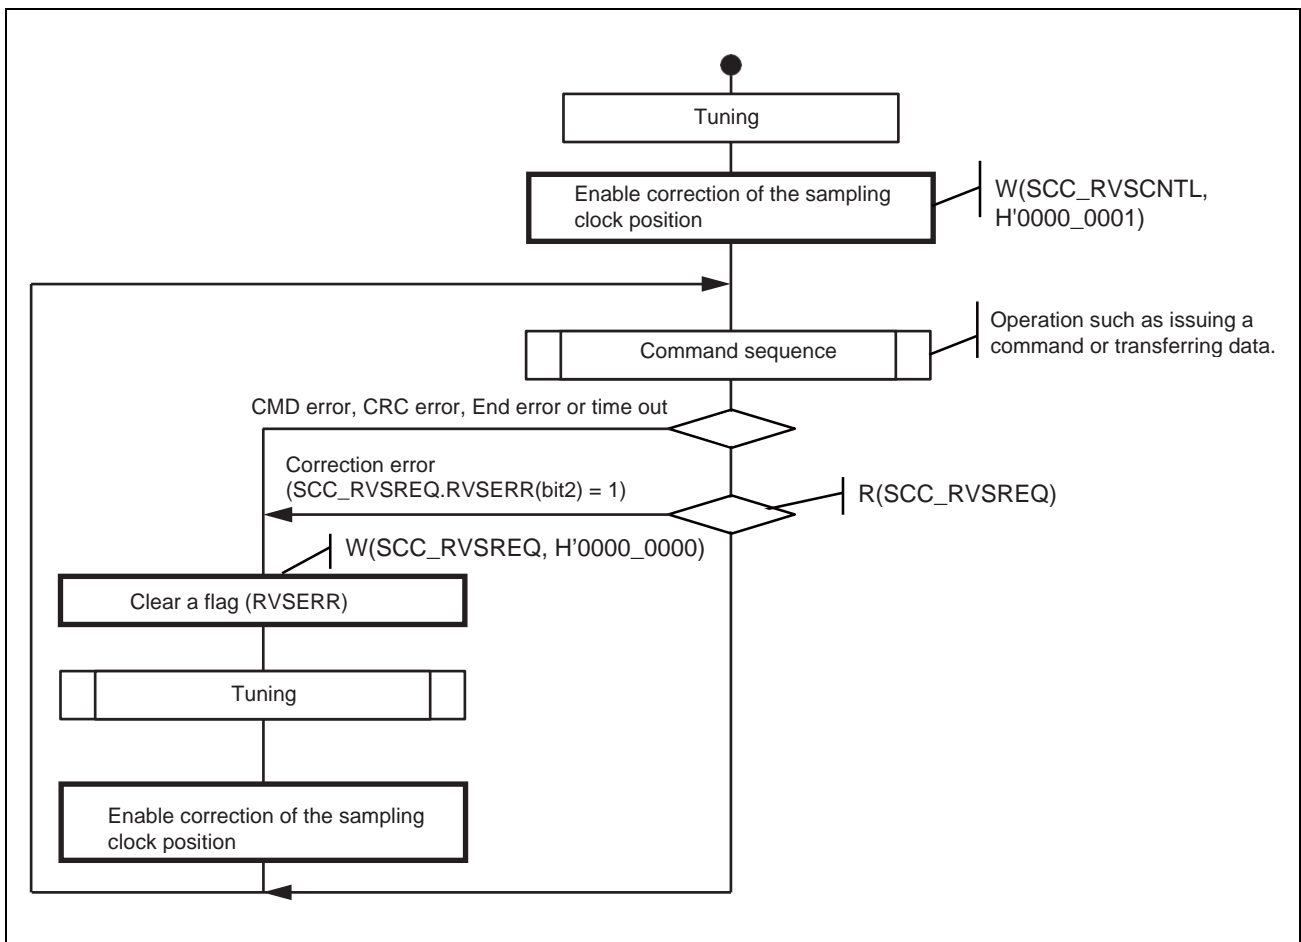 Tuning
Enable correction of the sampling
clock position
W(SCC_RVSCNTL,
H'0000_0001)
Operation such as issuing a
command or transferring data.
Command sequence
CMD error, CRC error, End error or time out
Correction error
(SCC_RVSREQ.RVSERR(bit2) = 1)
R(SCC_RVSREQ)
W(SCC_RVSREQ, H’0000_0000)
Clear a flag (RVSERR)
Tuning
Enable correction of the sampling
clock position